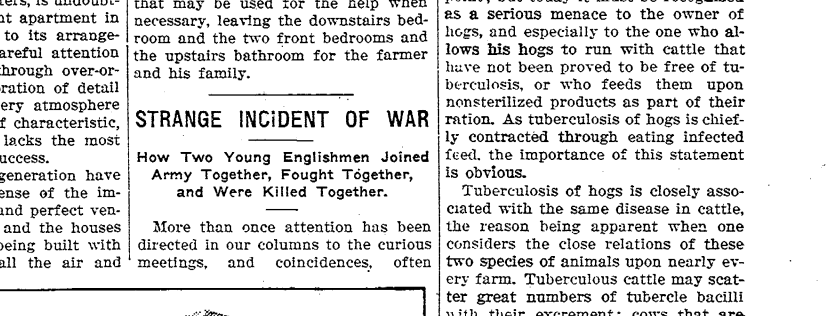 nt apartment in
to its arrange-
areful attention
through over-or-
ration of detail
ery atmosphere
f characteristic,
lacks the most
uccess.
generation have
ense of the im-
and perfect ven-
and the houses
being built with
all the air and
that may be used for the help when
necessary, leaving the downstairs bed-
room and the two front bedrooms and
the upstairs bathroom for the farmer
and his family.
STRANGE INCIDENT OF WAR
How Two Young Englishmen Joined
Army Together, Fought Together,
and Were Killed Together.
More than once attention has been
directed in our columns to the curious
meetings, and coincidences, often
as a serious menace to the owner of
hogs, and especially to the one who al-
lows his hogs to run with cattle that
have not been proved to be free of tu-
berculosis, or who feeds them upon
nonsterilized products as part of their
ration. As tuberculosis of hogs is chief-
ly contracted through eating infected
feed, the importance of this statement
is obvious.
Tuberculosis of hogs is closely asso-
ciated with the same disease in cattle,
the reason being apparent when one
considers the close relations of these
two species of animals upon nearly ev-
ery farm. Tuberculous cattle may scat-
ter great numbers of tubercle bacilli
with their excrement; cows that are